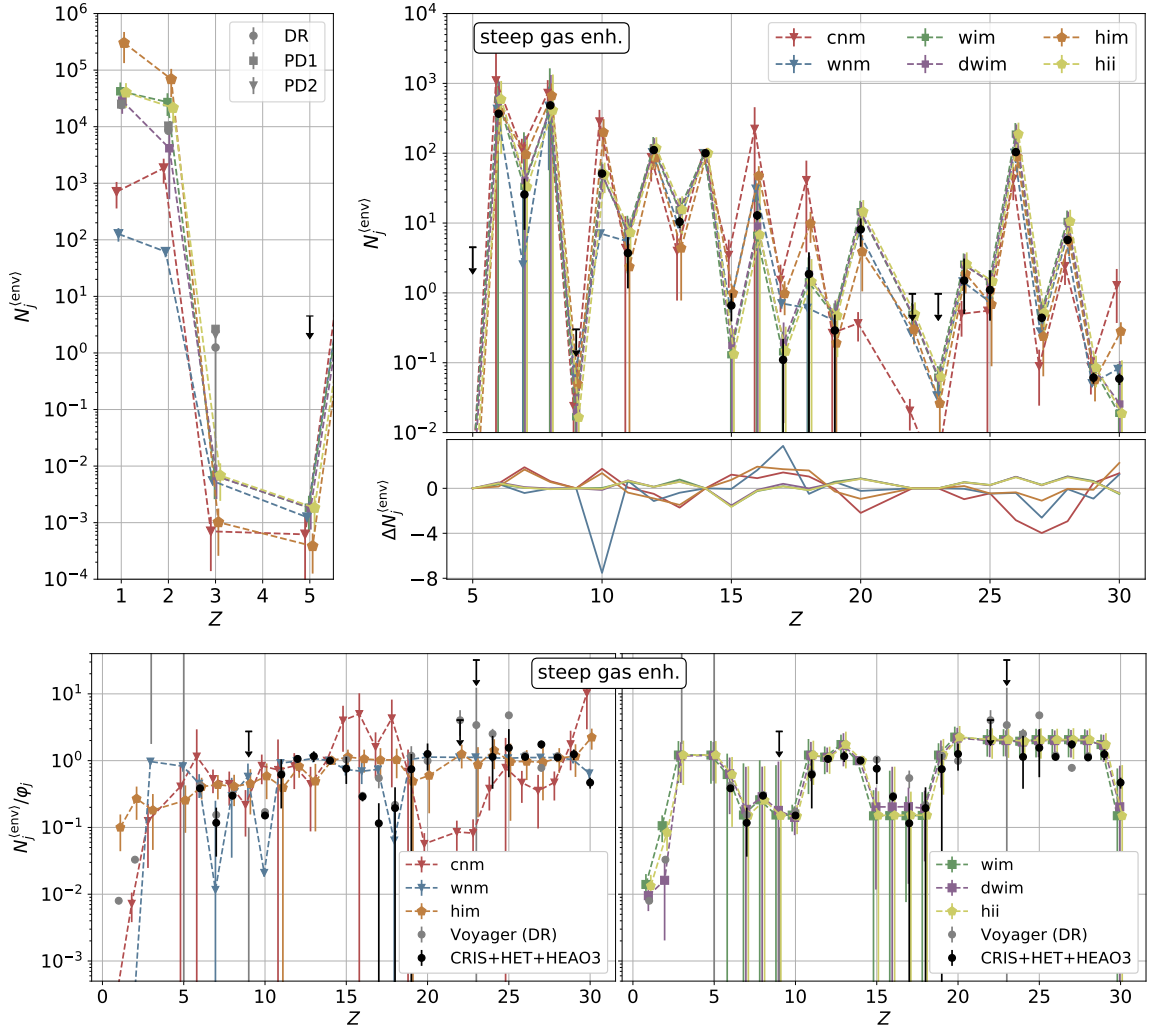 10^6
10^5
10^4
10^3
10^2
10^1
10^0
10^−1
10^−2
10^−3
10^−4
N_j^(env)
DR
PD1
PD2
1 2 3 4 5
Z
steep gas enh.
cnm
wnm
wim
dwim
him
hii
10^4
10^3
10^2
10^1
10^0
10^−1
10^−2
N_j^(env)
0
−4
−8
ΔN_j^(env)
5 10 15 20 25 30
Z
steep gas enh.
10^1
10^0
10^−1
10^−2
10^−3
N_j^(env)/φ_j
cnm
wnm
him
Voyager (DR)
CRIS+HET+HEAO3
0 5 10 15 20 25 30
Z
wim
dwim
hii
Voyager (DR)
CRIS+HET+HEAO3
0 5 10 15 20 25 30
Z